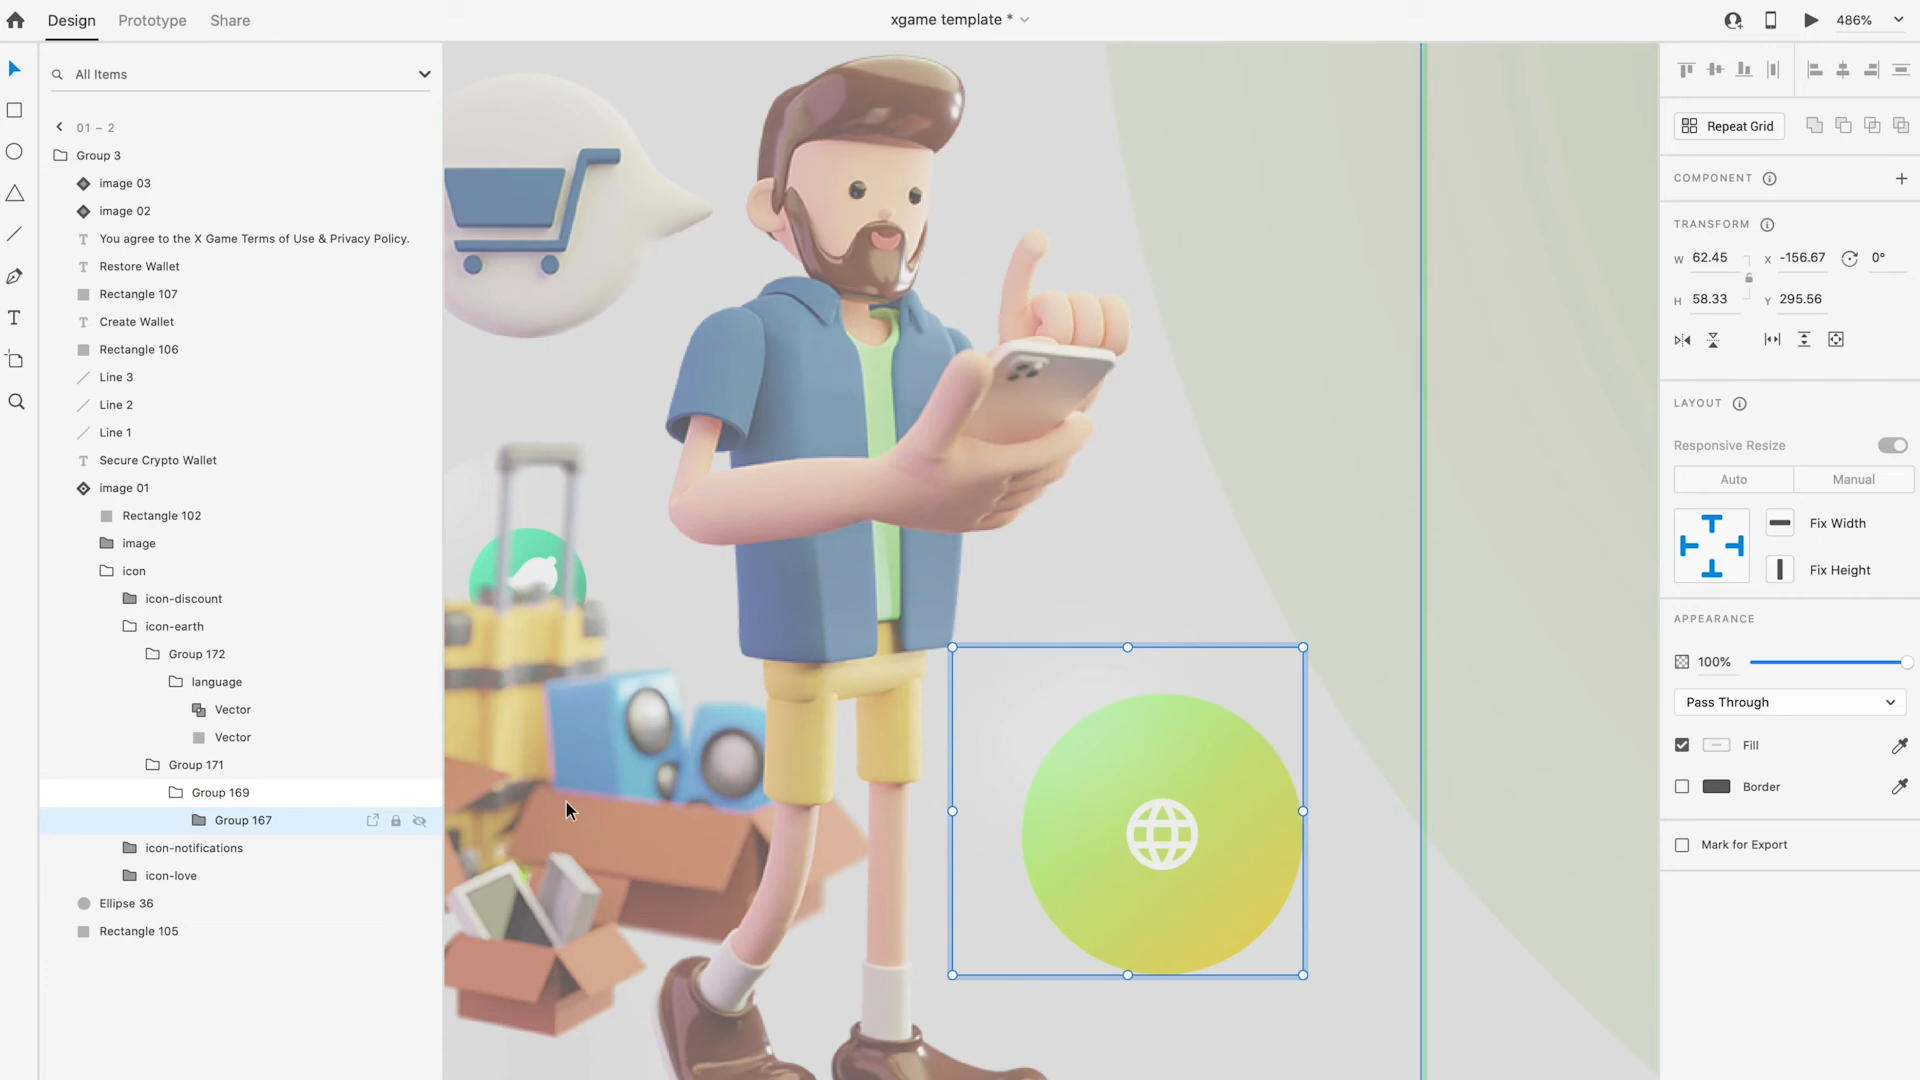 Design
Prototype
Share
xgame template *
486%
All Items
01 – 2
Group 3
image 03
image 02
T You agree to the X Game Terms of Use & Privacy Policy.
T Restore Wallet
Rectangle 107
T Create Wallet
Rectangle 106
Line 3
Line 2
Line 1
T Secure Crypto Wallet
image 01
Rectangle 102
image
icon
icon-discount
icon-earth
Group 172
language
Vector
Vector
Group 171
Group 169
Group 167
icon-notifications
icon-love
Ellipse 36
Rectangle 105
Repeat Grid
COMPONENT
TRANSFORM
W 62.45 X -156.67 0°
H 58.33 Y 295.56
LAYOUT
Responsive Resize
Auto Manual
Fix Width
Fix Height
APPEARANCE
100%
Pass Through
Fill
Border
Mark for Export